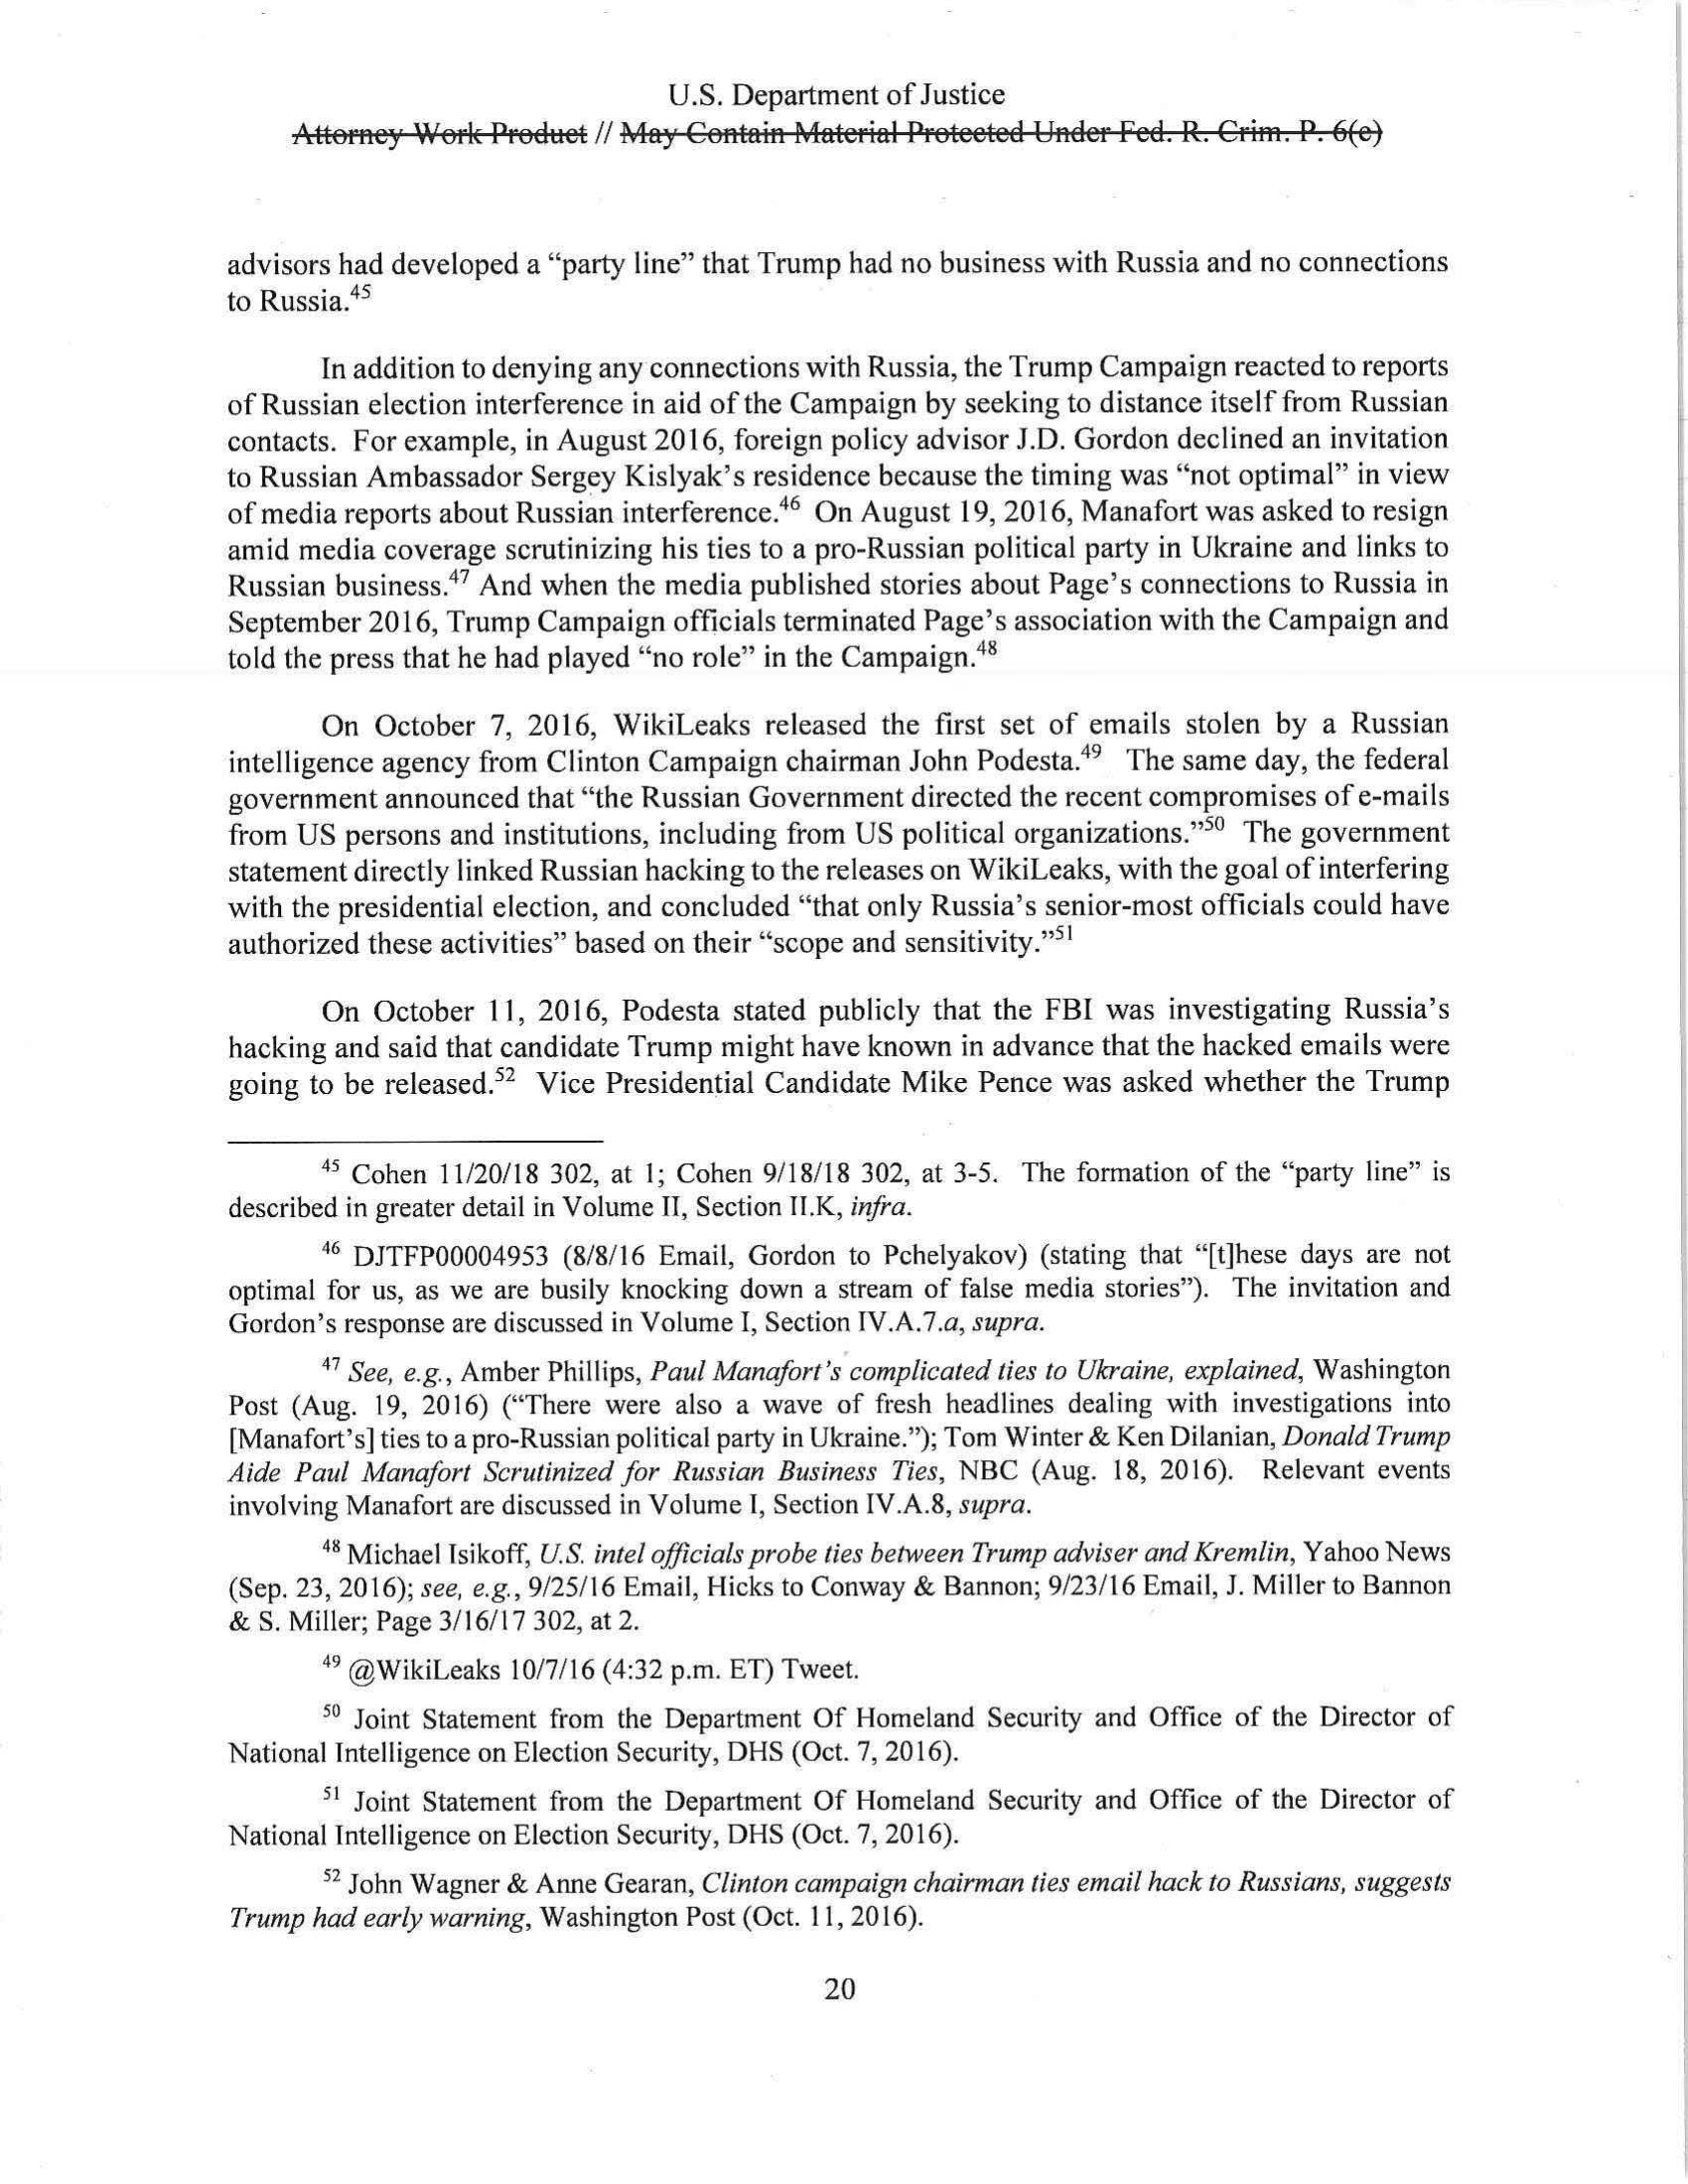 U.S. Department of Justice
Attorney Work Product // May Contain Material Protected Under Fed. R. Crim. P. 6(e)
advisors had developed a “party line” that Trump had no business with Russia and no connections
to Russia.45
In addition to denying any connections with Russia, the Trump Campaign reacted to reports
of Russian election interference in aid of the Campaign by seeking to distance itself from Russian
contacts. For example, in August 2016, foreign policy advisor J.D. Gordon declined an invitation
to Russian Ambassador Sergey Kislyak’s residence because the timing was “not optimal” in view
of media reports about Russian interference.46 On August 19, 2016, Manafort was asked to resign
amid media coverage scrutinizing his ties to a pro-Russian political party in Ukraine and links to
Russian business.47 And when the media published stories about Page’s connections to Russia in
September 2016, Trump Campaign officials terminated Page’s association with the Campaign and
told the press that he had played “no role” in the Campaign.48
On October 7, 2016, WikiLeaks released the first set of emails stolen by a Russian
intelligence agency from Clinton Campaign chairman John Podesta.49 The same day, the federal
government announced that “the Russian Government directed the recent compromises of e-mails
from US persons and institutions, including from US political organizations.”50 The government
statement directly linked Russian hacking to the releases on WikiLeaks, with the goal of interfering
with the presidential election, and concluded “that only Russia’s senior-most officials could have
authorized these activities” based on their “scope and sensitivity.”51
On October 11, 2016, Podesta stated publicly that the FBI was investigating Russia’s
hacking and said that candidate Trump might have known in advance that the hacked emails were
going to be released.52 Vice Presidential Candidate Mike Pence was asked whether the Trump
45 Cohen 11/20/18 302, at 1; Cohen 9/18/18 302, at 3-5. The formation of the “party line” is
described in greater detail in Volume II, Section II.K, infra.
46 DJTFP00004953 (8/8/16 Email, Gordon to Pchelyakov) (stating that “[t]hese days are not
optimal for us, as we are busily knocking down a stream of false media stories”). The invitation and
Gordon’s response are discussed in Volume I, Section IV.A.7.a, supra.
47 See, e.g., Amber Phillips, Paul Manafort’s complicated ties to Ukraine, explained, Washington
Post (Aug. 19, 2016) (“There were also a wave of fresh headlines dealing with investigations into
[Manafort’s] ties to a pro-Russian political party in Ukraine.”); Tom Winter & Ken Dilanian, Donald Trump
Aide Paul Manafort Scrutinized for Russian Business Ties, NBC (Aug. 18, 2016). Relevant events
involving Manafort are discussed in Volume I, Section IV.A.8, supra.
48 Michael Isikoff, U.S. intel officials probe ties between Trump adviser and Kremlin, Yahoo News
(Sep. 23, 2016); see, e.g., 9/25/16 Email, Hicks to Conway & Bannon; 9/23/16 Email, J. Miller to Bannon
& S. Miller; Page 3/16/17 302, at 2.
49 @WikiLeaks 10/7/16 (4:32 p.m. ET) Tweet.
50 Joint Statement from the Department Of Homeland Security and Office of the Director of
National Intelligence on Election Security, DHS (Oct. 7, 2016).
51 Joint Statement from the Department Of Homeland Security and Office of the Director of
National Intelligence on Election Security, DHS (Oct. 7, 2016).
52 John Wagner & Anne Gearan, Clinton campaign chairman ties email hack to Russians, suggests
Trump had early warning, Washington Post (Oct. 11, 2016).
20